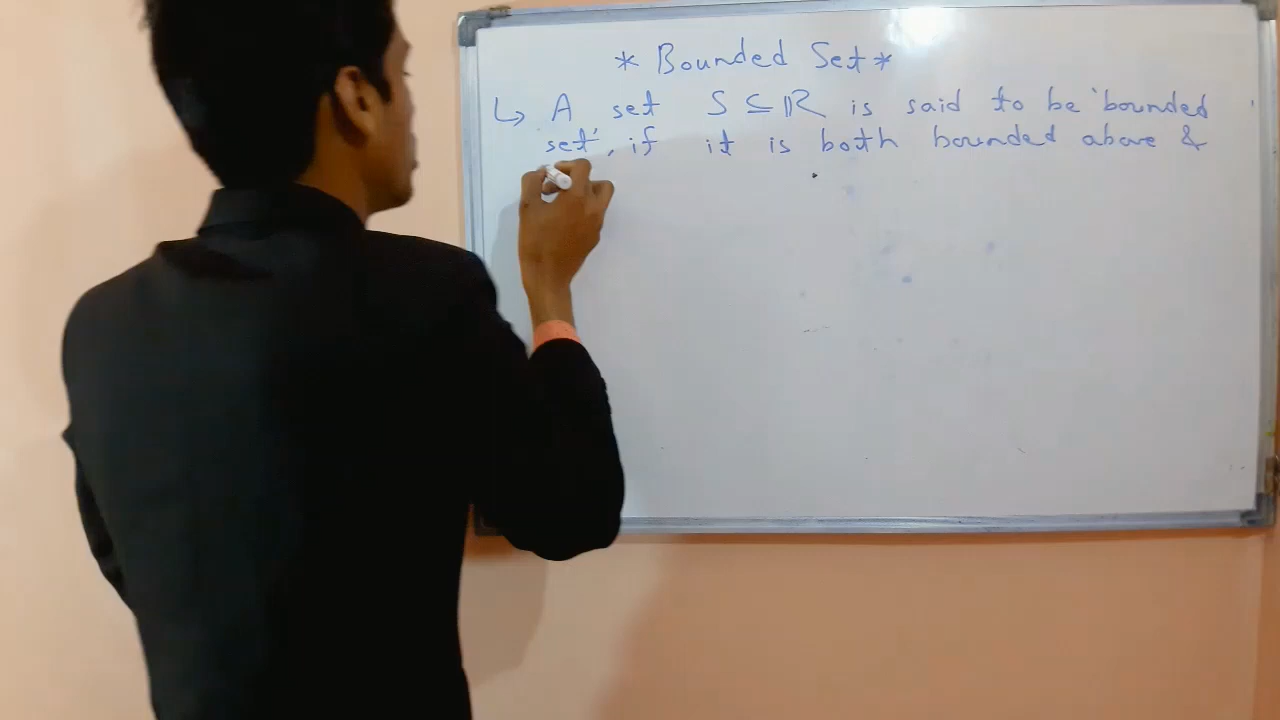 * Bounded Set *
↳ A set S ⊆ ℝ is said to be 'bounded
set', if it is both bounded above &